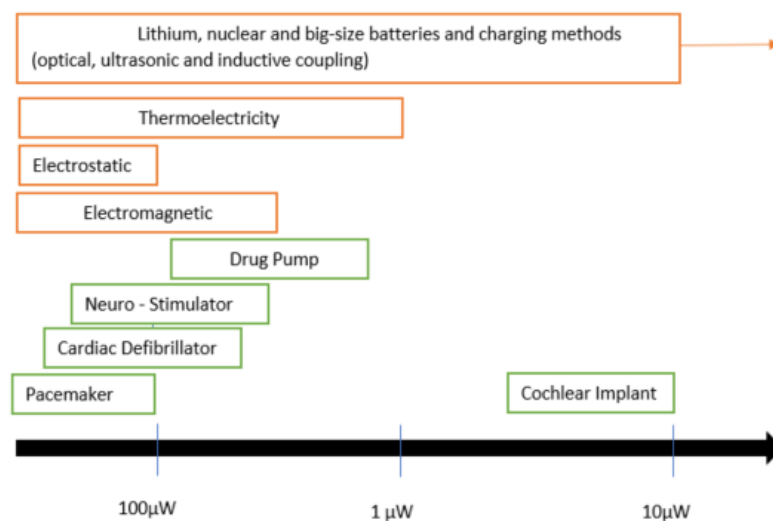 Lithium, nuclear and big-size batteries and charging methods
(optical, ultrasonic and inductive coupling)
Thermoelectricity
Electrostatic
Electromagnetic
Drug Pump
Neuro - Stimulator
Cardiac Defibrillator
Pacemaker
Cochlear Implant
100μW
1 μW
10μW